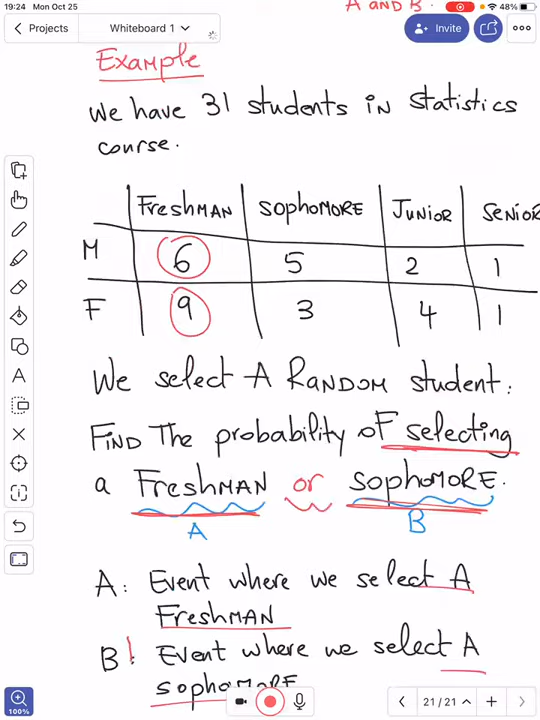 19:24 Mon Oct 25
A AND B
48%
Projects
Whiteboard 1
Invite
Example
We have 31 students in statistics
course.
Freshman Sophomore Junior Senior
M 6 5 2 1
F 9 3 4 1
We select A Random student:
Find The probability of selecting
a Freshman or sophomore.
A B
A: Event where we select A
Freshman
B: Event where we select A
sophomore
100%
21/21